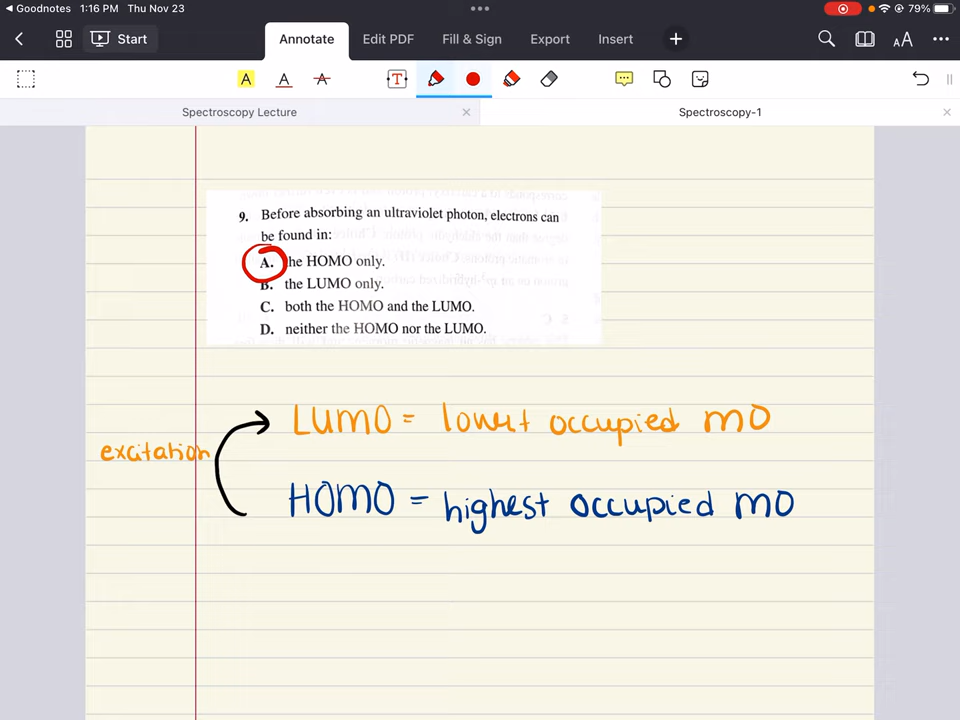 Goodnotes 1:16 PM Thu Nov 23 79%
Start Annotate Edit PDF Fill & Sign Export Insert
Spectroscopy Lecture Spectroscopy-1
9. Before absorbing an ultraviolet photon, electrons can
be found in:
A. the HOMO only.
B. the LUMO only.
C. both the HOMO and the LUMO.
D. neither the HOMO nor the LUMO.
LUMO = lowest occupied MO
excitation
HOMO = highest occupied MO